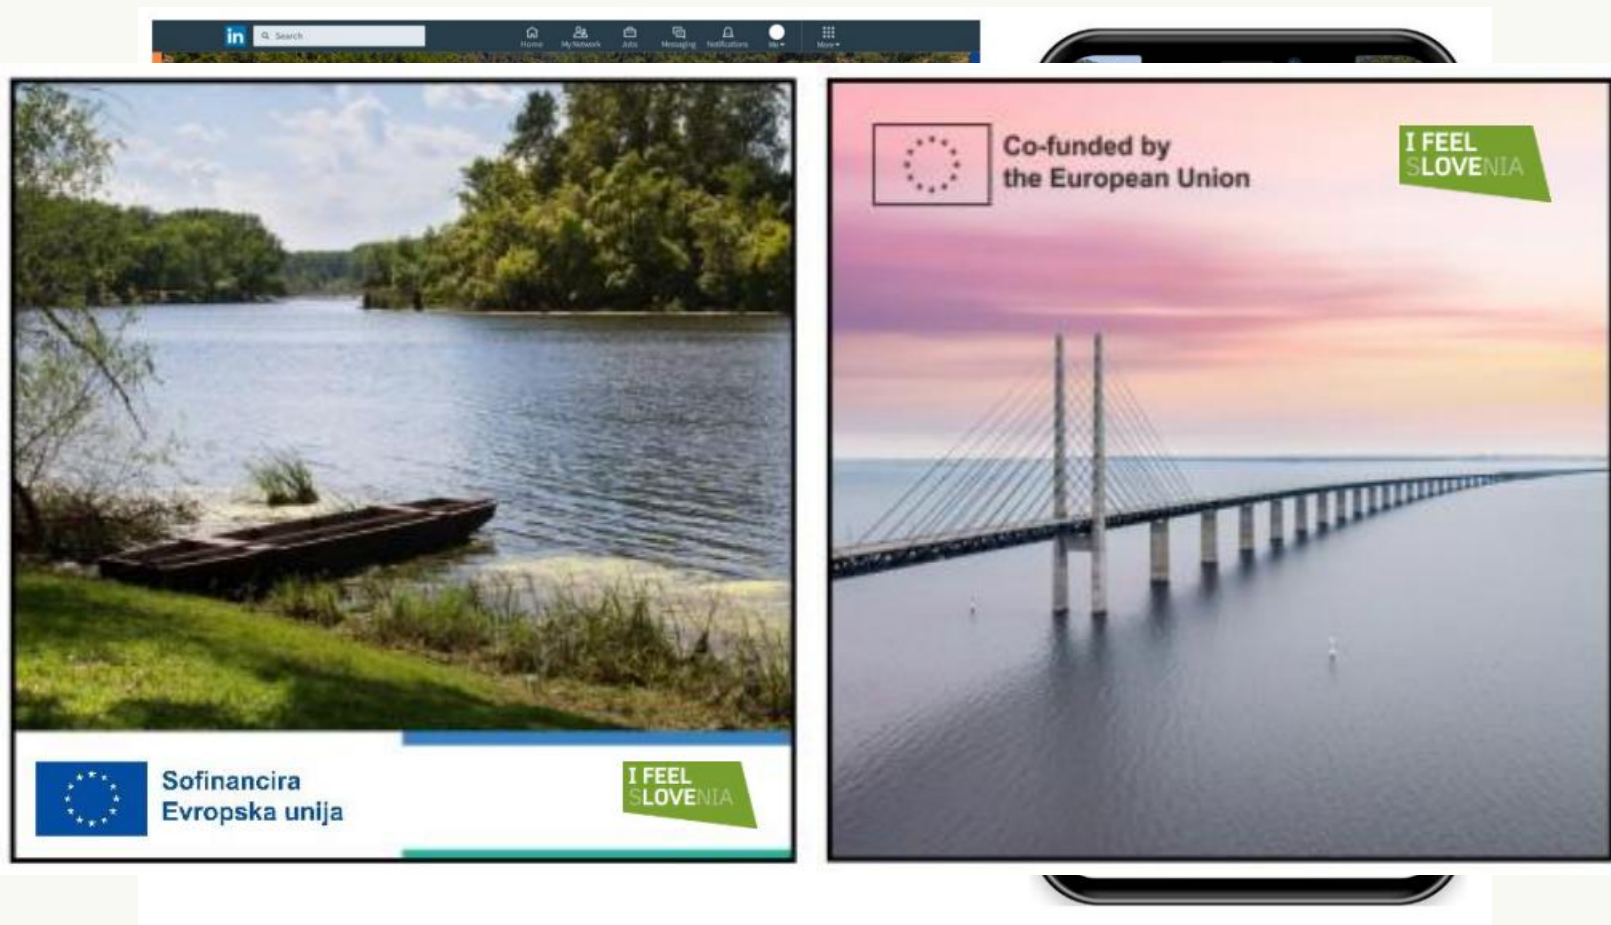 in
Search
Home
My Network
Jobs
Messaging
Notifications
Me
More
Co-funded by
the European Union
I FEEL
SLOVENIA
Sofinancira
Evropska unija
I FEEL
SLOVENIA